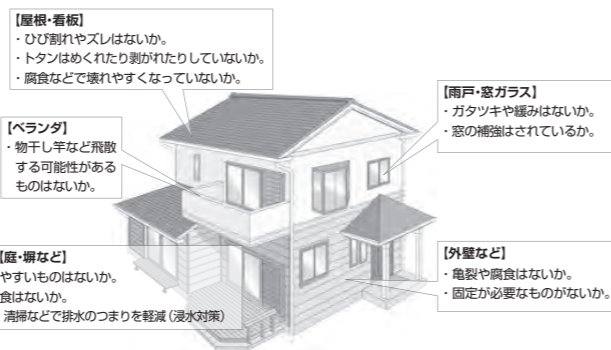 【屋根・看板】
・ひび割れやズレはないか。
・トタンはめくれたり剥がれたりしていないか。
・腐食などで壊れやすくなっていないか。
【雨戸・窓ガラス】
・ガタツキや緩みはないか。
・窓の補強はされているか。
【ベランダ】
・物干し竿など飛散
する可能性がある
ものはないか。
【庭・塀など】
やすいものはないか。
食はないか。
清掃などで排水のつまりを軽減（浸水対策）
【外壁など】
・亀裂や腐食はないか。
・固定が必要なものがないか。